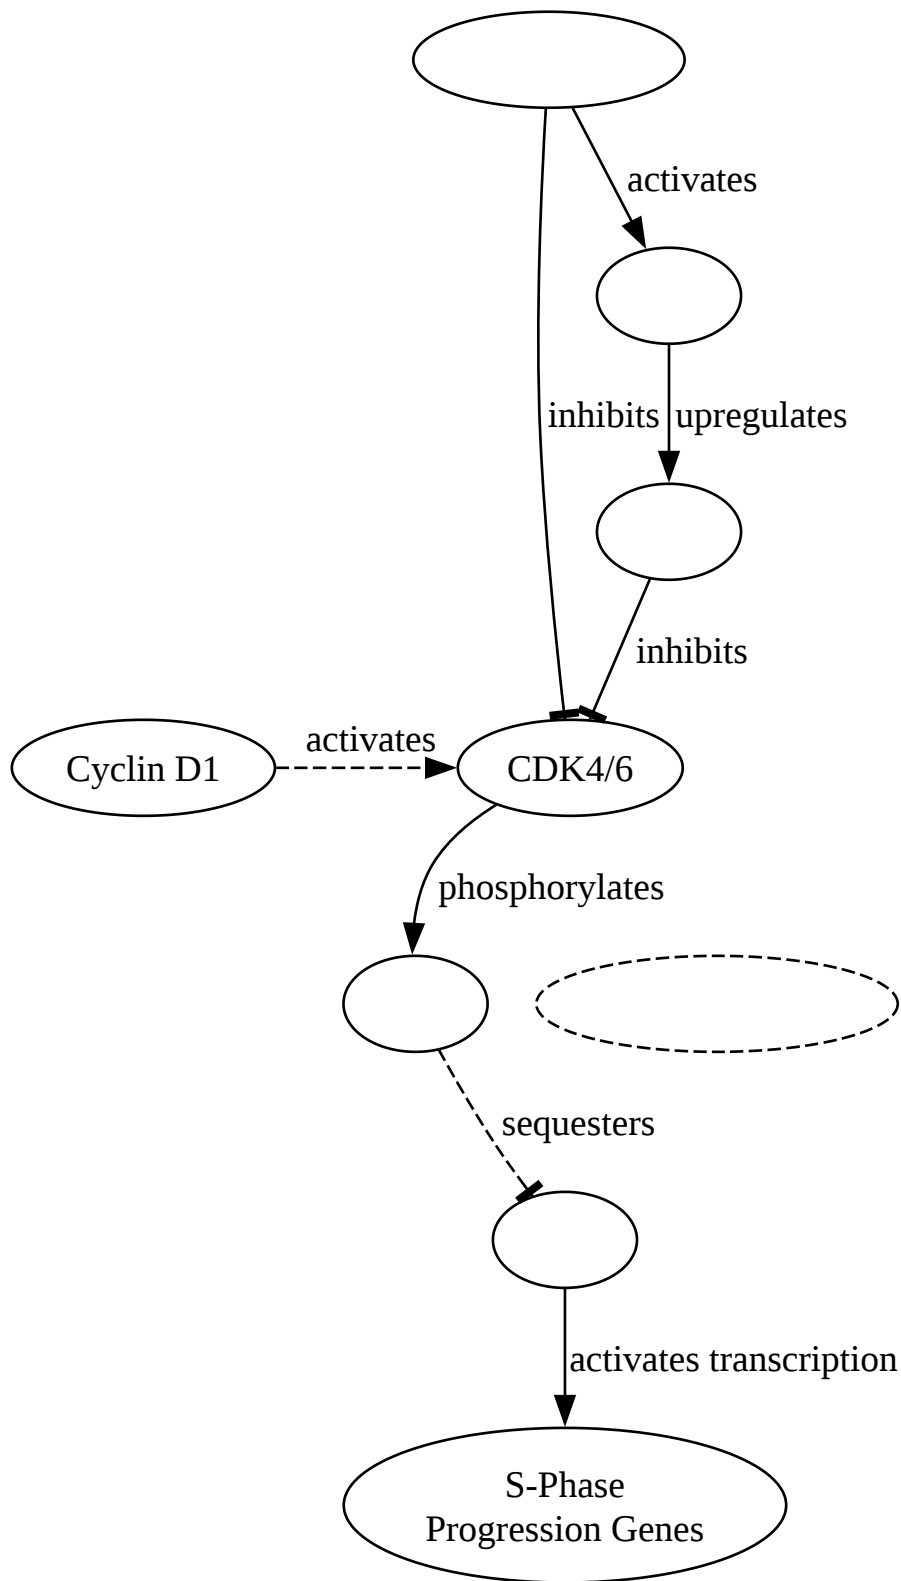 activates
inhibits
upregulates
inhibits
activates
Cyclin D1
CDK4/6
phosphorylates
sequesters
activates transcription
S-Phase
Progression Genes